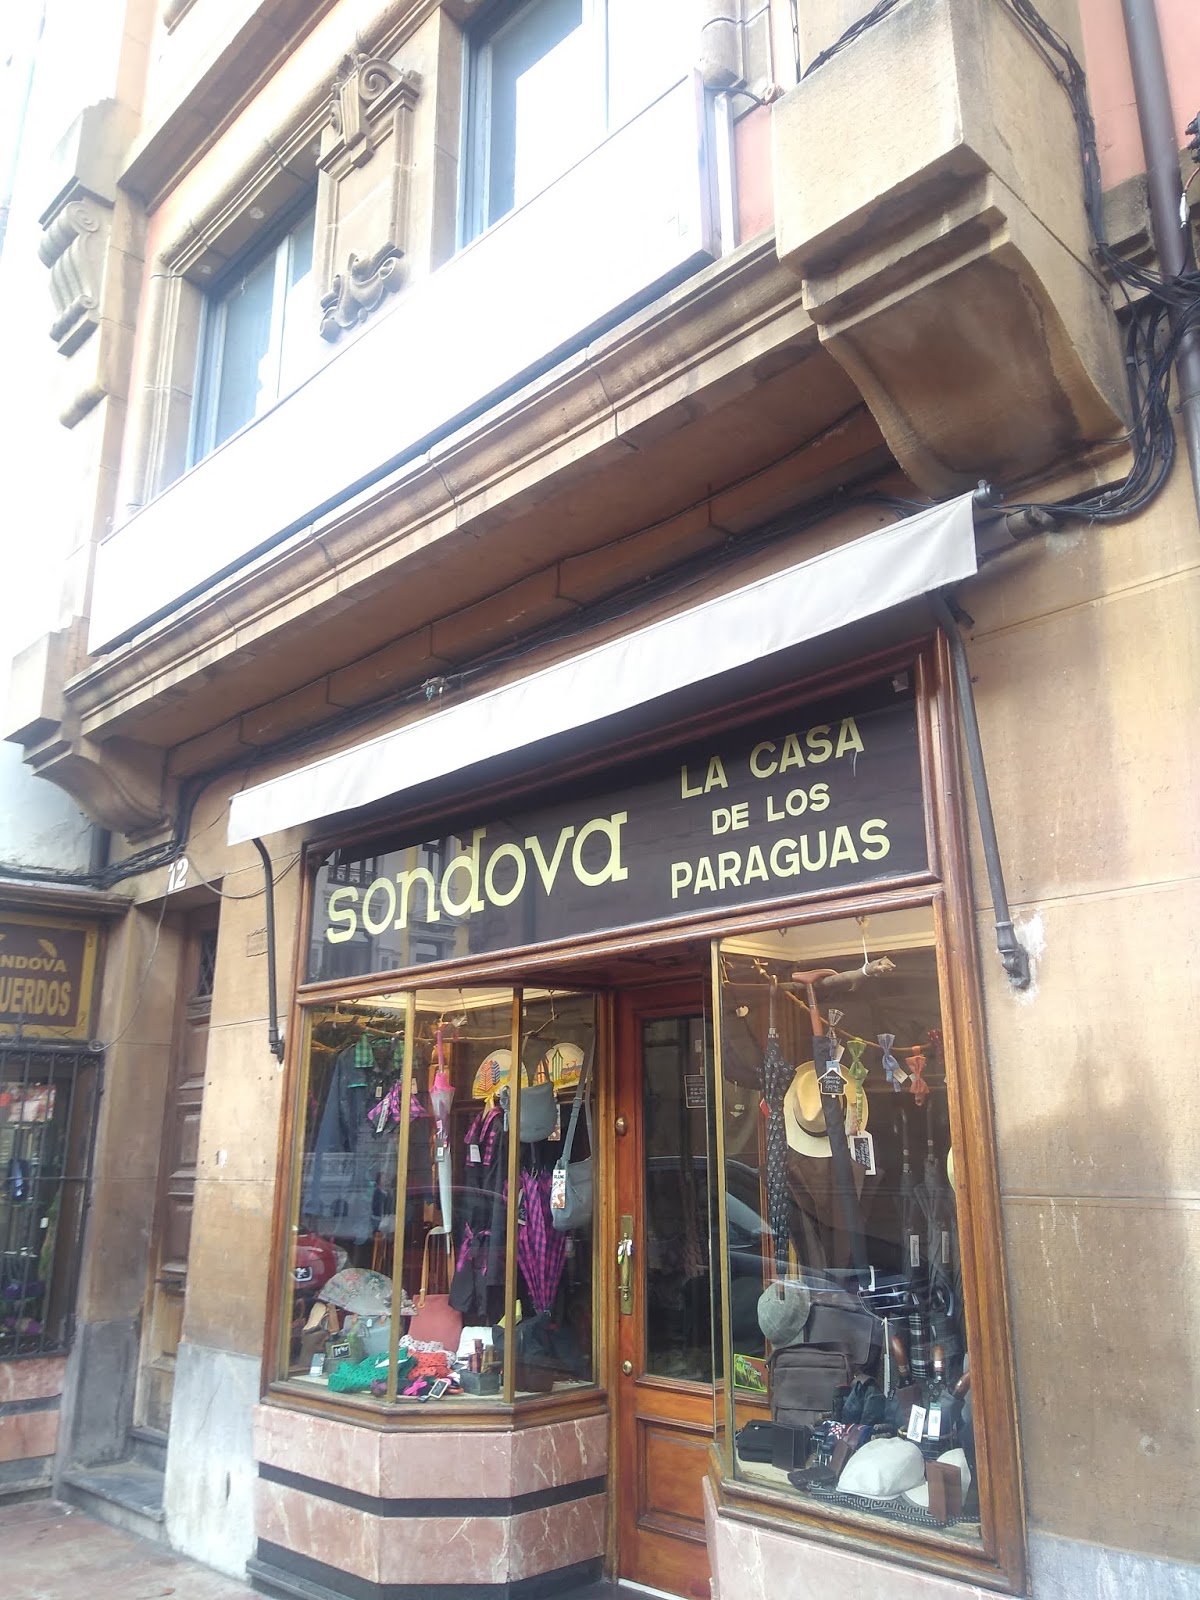 sondova
LA CASA
DE LOS
PARAGUAS
12
NDOVA
UERDOS